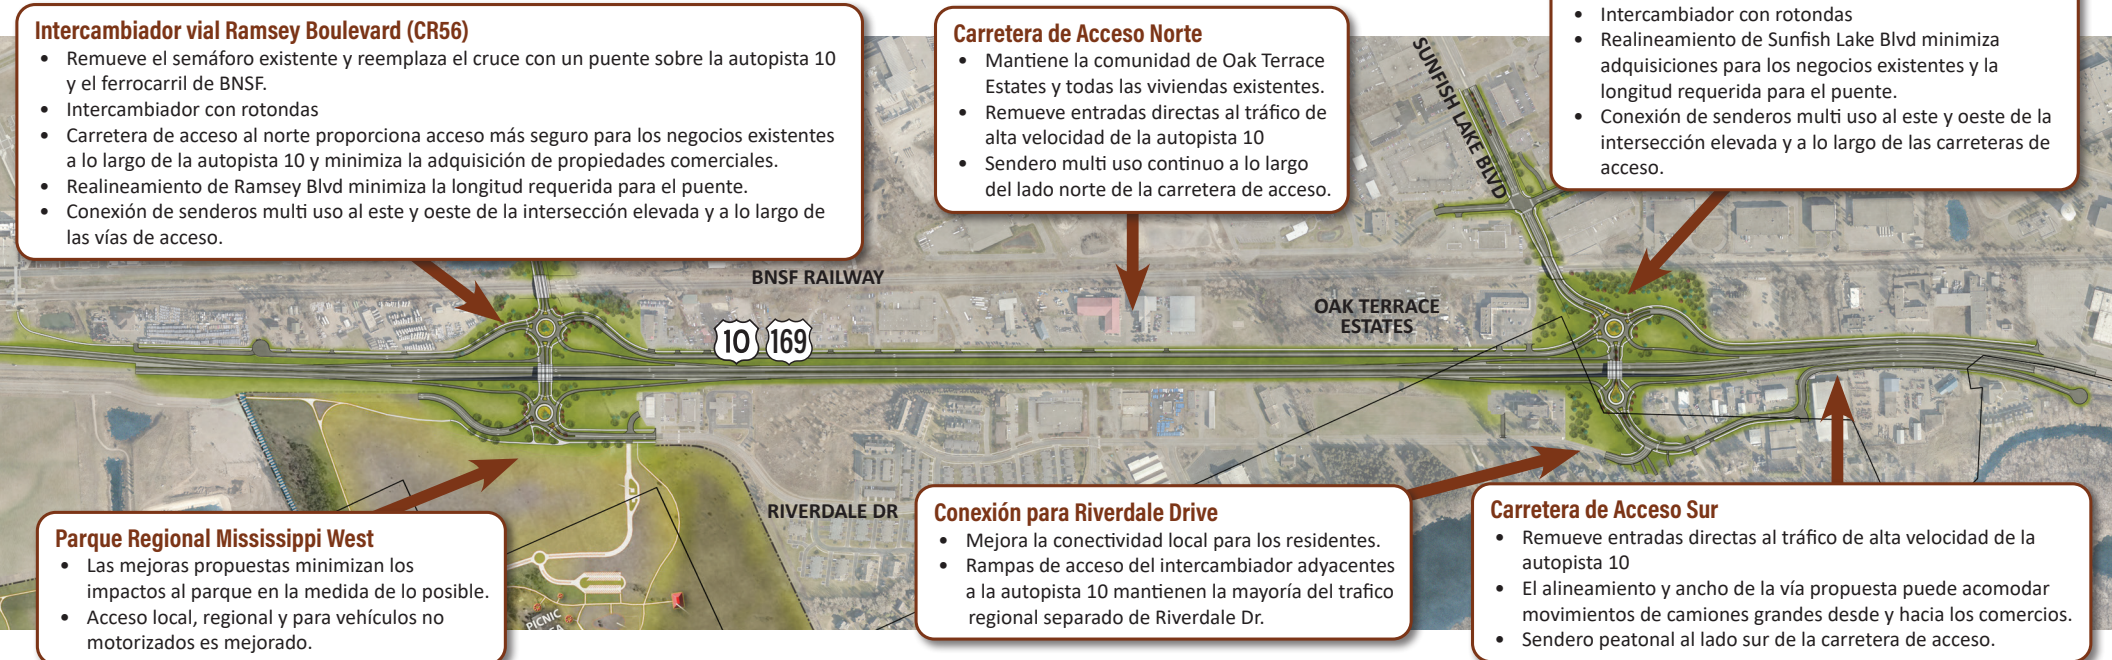 Intercambiador vial Ramsey Boulevard (CR56)
• Remueve el semáforo existente y reemplaza el cruce con un puente sobre la autopista 10
y el ferrocarril de BNSF.
• Intercambiador con rotondas
• Carretera de acceso al norte proporciona acceso más seguro para los negocios existentes
a lo largo de la autopista 10 y minimiza la adquisición de propiedades comerciales.
• Realineamiento de Ramsey Blvd minimiza la longitud requerida para el puente.
• Conexión de senderos multi uso al este y oeste de la intersección elevada y a lo largo de
las vías de acceso.
Carretera de Acceso Norte
• Mantiene la comunidad de Oak Terrace
Estates y todas las viviendas existentes.
• Remueve entradas directas al tráfico de
alta velocidad de la autopista 10
• Sendero multi uso continuo a lo largo
del lado norte de la carretera de acceso.
• Intercambiador con rotondas
• Realineamiento de Sunfish Lake Blvd minimiza
adquisiciones para los negocios existentes y la
longitud requerida para el puente.
• Conexión de senderos multi uso al este y oeste de la
intersección elevada y a lo largo de las carreteras de
acceso.
SUNFISH LAKE BLVD
BNSF RAILWAY
OAK TERRACE
ESTATES
10 169
RIVERDALE DR
PICNIC
Parque Regional Mississippi West
• Las mejoras propuestas minimizan los
impactos al parque en la medida de lo posible.
• Acceso local, regional y para vehículos no
motorizados es mejorado.
Conexión para Riverdale Drive
• Mejora la conectividad local para los residentes.
• Rampas de acceso del intercambiador adyacentes
a la autopista 10 mantienen la mayoría del trafico
regional separado de Riverdale Dr.
Carretera de Acceso Sur
• Remueve entradas directas al tráfico de alta velocidad de la
autopista 10
• El alineamiento y ancho de la vía propuesta puede acomodar
movimientos de camiones grandes desde y hacia los comercios.
• Sendero peatonal al lado sur de la carretera de acceso.